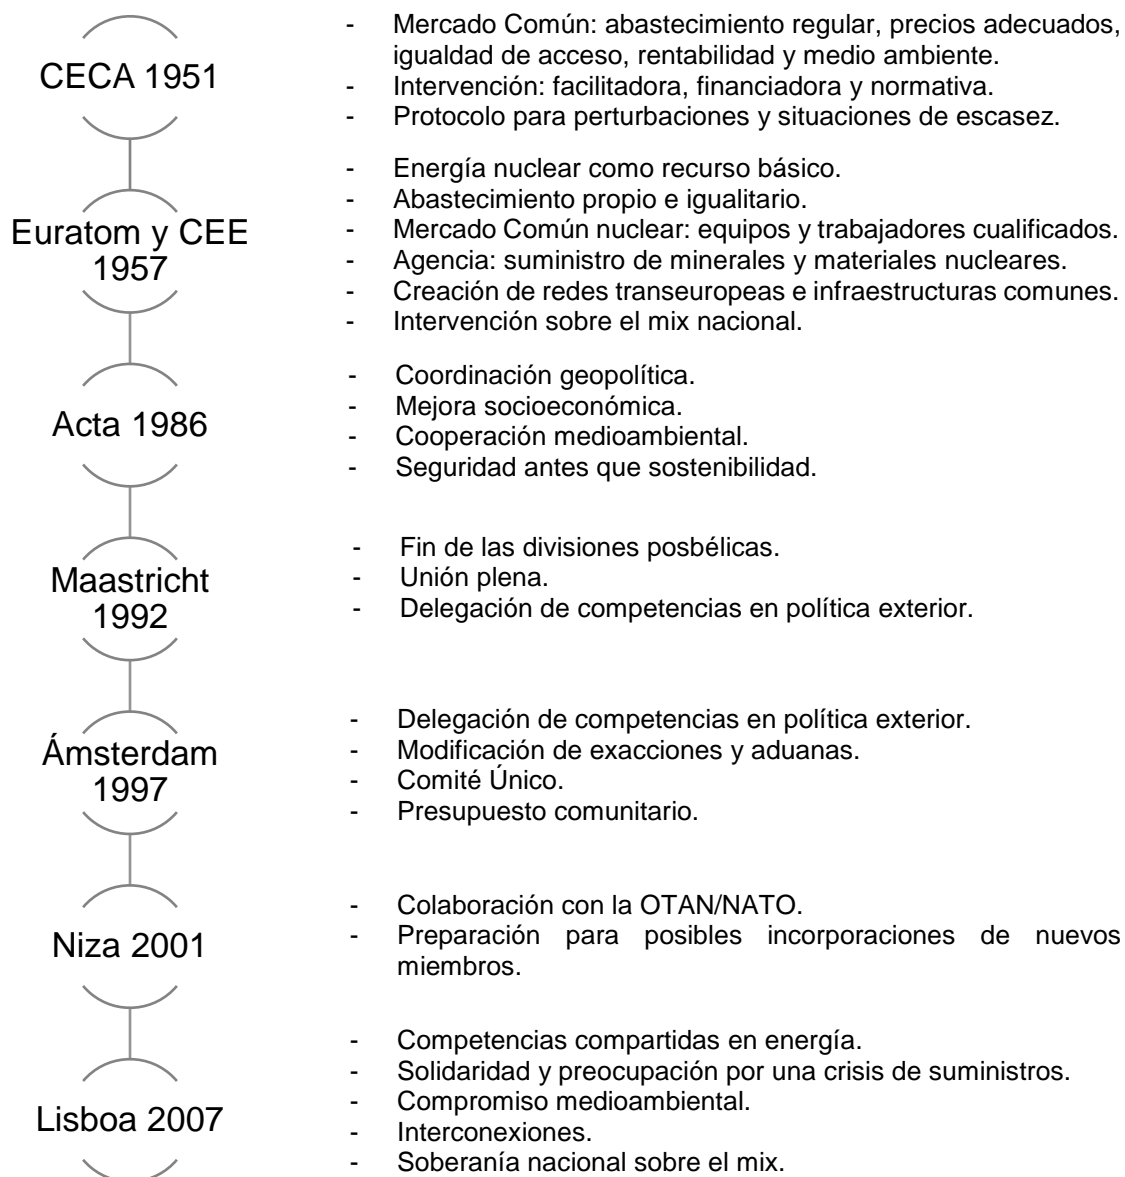 CECA 1951
- Mercado Común: abastecimiento regular, precios adecuados,
igualdad de acceso, rentabilidad y medio ambiente.
- Intervención: facilitadora, financiadora y normativa.
- Protocolo para perturbaciones y situaciones de escasez.
Euratom y CEE
1957
- Energía nuclear como recurso básico.
- Abastecimiento propio e igualitario.
- Mercado Común nuclear: equipos y trabajadores cualificados.
- Agencia: suministro de minerales y materiales nucleares.
- Creación de redes transeuropeas e infraestructuras comunes.
- Intervención sobre el mix nacional.
Acta 1986
- Coordinación geopolítica.
- Mejora socioeconómica.
- Cooperación medioambiental.
- Seguridad antes que sostenibilidad.
Maastricht
1992
- Fin de las divisiones posbélicas.
- Unión plena.
- Delegación de competencias en política exterior.
Ámsterdam
1997
- Delegación de competencias en política exterior.
- Modificación de exacciones y aduanas.
- Comité Único.
- Presupuesto comunitario.
Niza 2001
- Colaboración con la OTAN/NATO.
- Preparación para posibles incorporaciones de nuevos
miembros.
Lisboa 2007
- Competencias compartidas en energía.
- Solidaridad y preocupación por una crisis de suministros.
- Compromiso medioambiental.
- Interconexiones.
- Soberanía nacional sobre el mix.